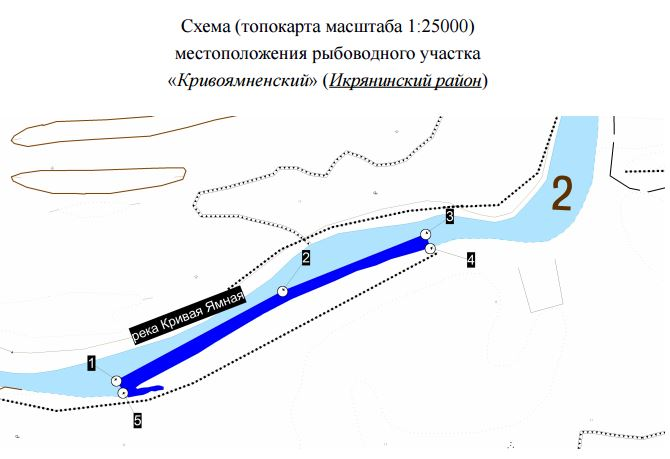 Схема (топокарта масштаба 1:25000)
местоположения рыбоводного участка
«Кривоямненский» (Икрянинский район)
2
3
2
4
река Кривая Ямная
1
5